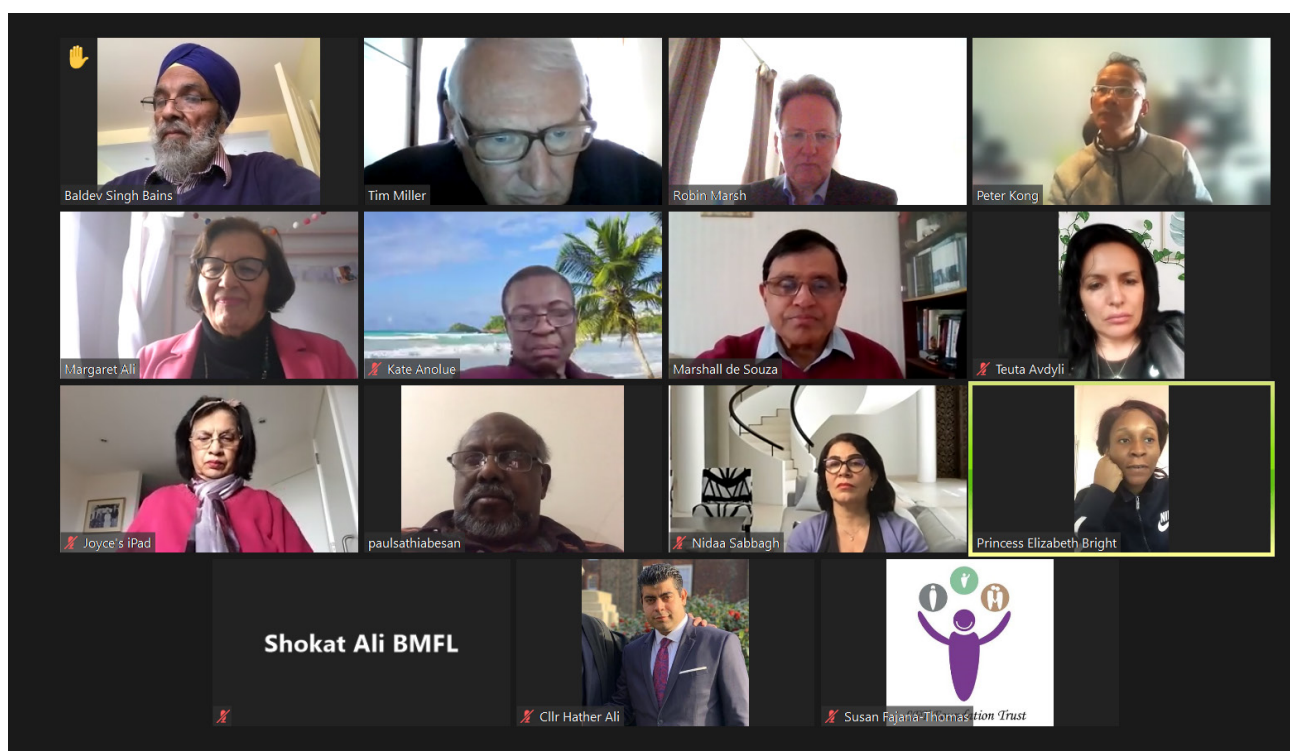 Baldev Singh Bains
Tim Miller
Robin Marsh
Peter Kong
Margaret Ali
Kate Anolue
Marshall de Souza
Teuta Avdyli
Joyce's iPad
paulsathiabesan
Nidaa Sabbagh
Princess Elizabeth Bright
Shokat Ali BMFL
Cllr Hather Ali
Susan Fajana-Thomas
Trust